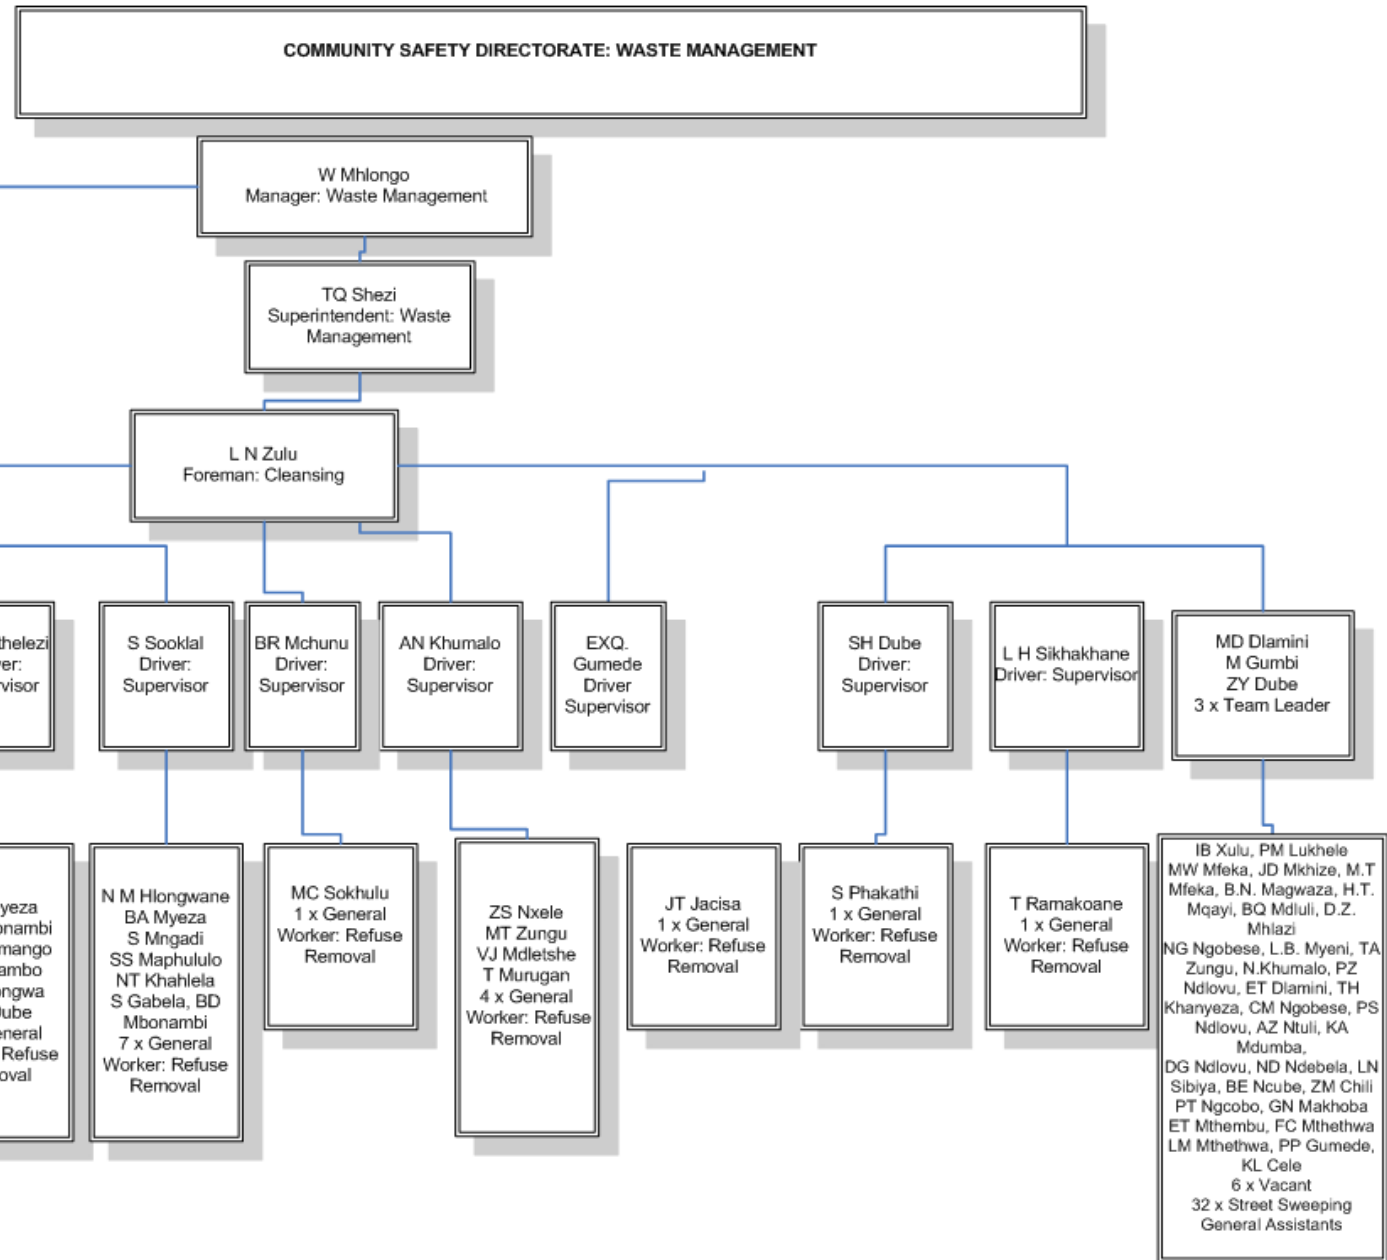 COMMUNITY SAFETY DIRECTORATE: WASTE MANAGEMENT
W Mhlongo
Manager: Waste Management
TQ Shezi
Superintendent: Waste
Management
L N Zulu
Foreman: Cleansing
S Sooklal
Driver:
Supervisor
BR Mchunu
Driver:
Supervisor
AN Khumalo
Driver:
Supervisor
EXQ.
Gumede
Driver
Supervisor
SH Dube
Driver:
Supervisor
L H Sikhakhane
Driver: Supervisor
MD Dlamini
M Gumbi
ZY Dube
3 x Team Leader
Refuse
N M Hlongwane
BA Myeza
S Mngadi
SS Maphululo
NT Khahlela
S Gabela, BD
Mbonambi
7 x General
Worker: Refuse
Removal
MC Sokhulu
1 x General
Worker: Refuse
Removal
ZS Nxele
MT Zungu
VJ Mdletshe
T Murugan
4 x General
Worker: Refuse
Removal
JT Jacisa
1 x General
Worker: Refuse
Removal
S Phakathi
1 x General
Worker: Refuse
Removal
T Ramakoane
1 x General
Worker: Refuse
Removal
IB Xulu, PM Lukhele
MW Mfeka, JD Mkhize, M.T
Mfeka, B.N. Magwaza, H.T.
Mqayi, BQ Mdluli, D.Z.
Mhlazi
NG Ngobese, L.B. Myeni, TA
Zungu, N.Khumalo, PZ
Ndlovu, ET Dlamini, TH
Khanyeza, CM Ngobese, PS
Ndlovu, AZ Ntuli, KA
Mdumba,
DG Ndlovu, ND Ndebela, LN
Sibiya, BE Ncube, ZM Chili
PT Ngcobo, GN Makhoba
ET Mthembu, FC Mthethwa
LM Mthethwa, PP Gumede,
KL Cele
6 x Vacant
32 x Street Sweeping
General Assistants